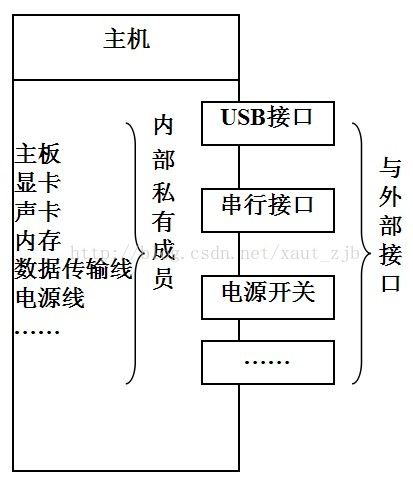 主机
主板
显卡
声卡
内存
数据传输线
电源线
……
内部私有成员
USB接口
串行接口
电源开关
……
与外部接口
http://blog.csdn.net/xaut_zjb